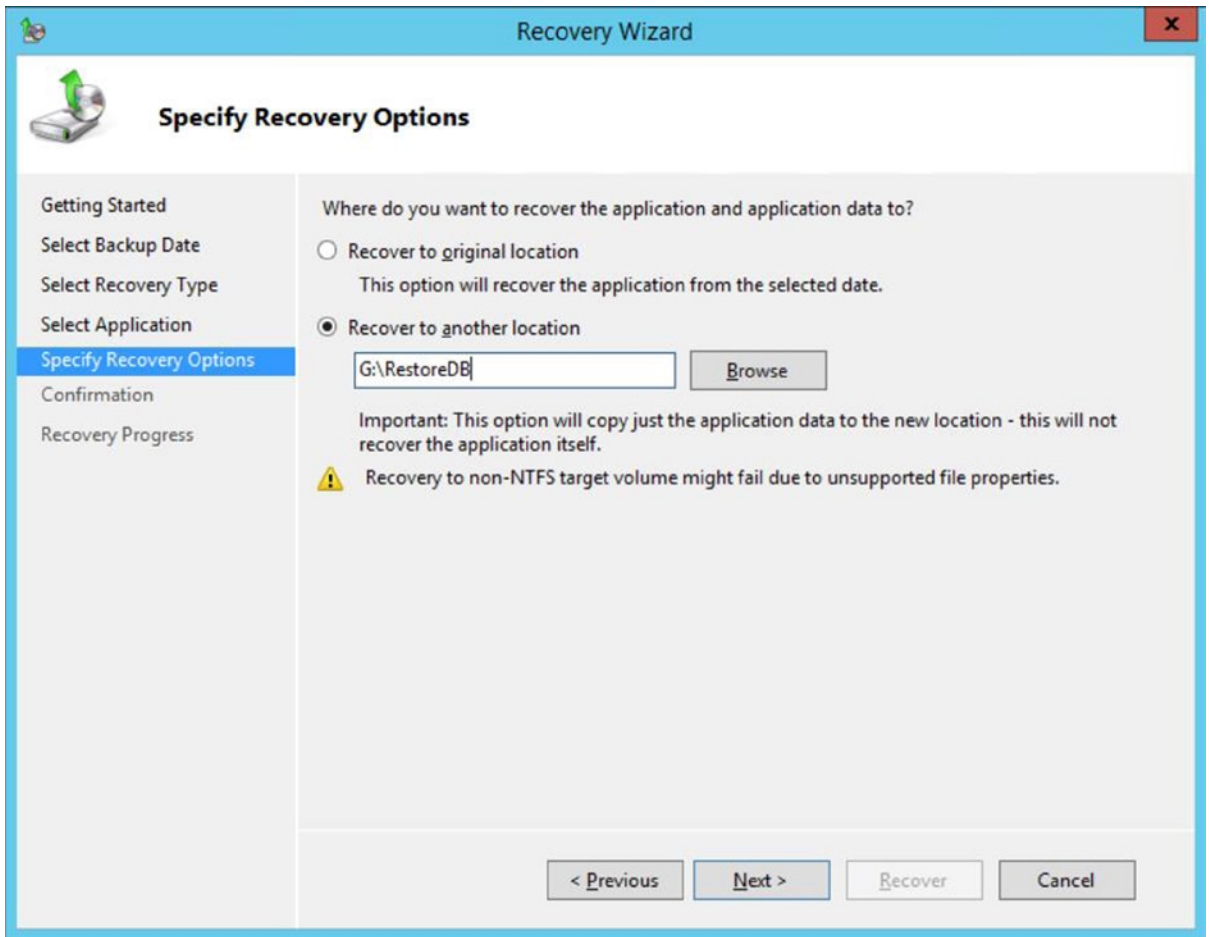 Recovery Wizard
x
Specify Recovery Options
Getting Started
Select Backup Date
Select Recovery Type
Select Application
Specify Recovery Options
Confirmation
Recovery Progress
Where do you want to recover the application and application data to?
Recover to original location
This option will recover the application from the selected date.
Recover to another location
G:\RestoreDB
Browse
Important: This option will copy just the application data to the new location - this will not
recover the application itself.
Recovery to non-NTFS target volume might fail due to unsupported file properties.
< Previous
Next >
Recover
Cancel